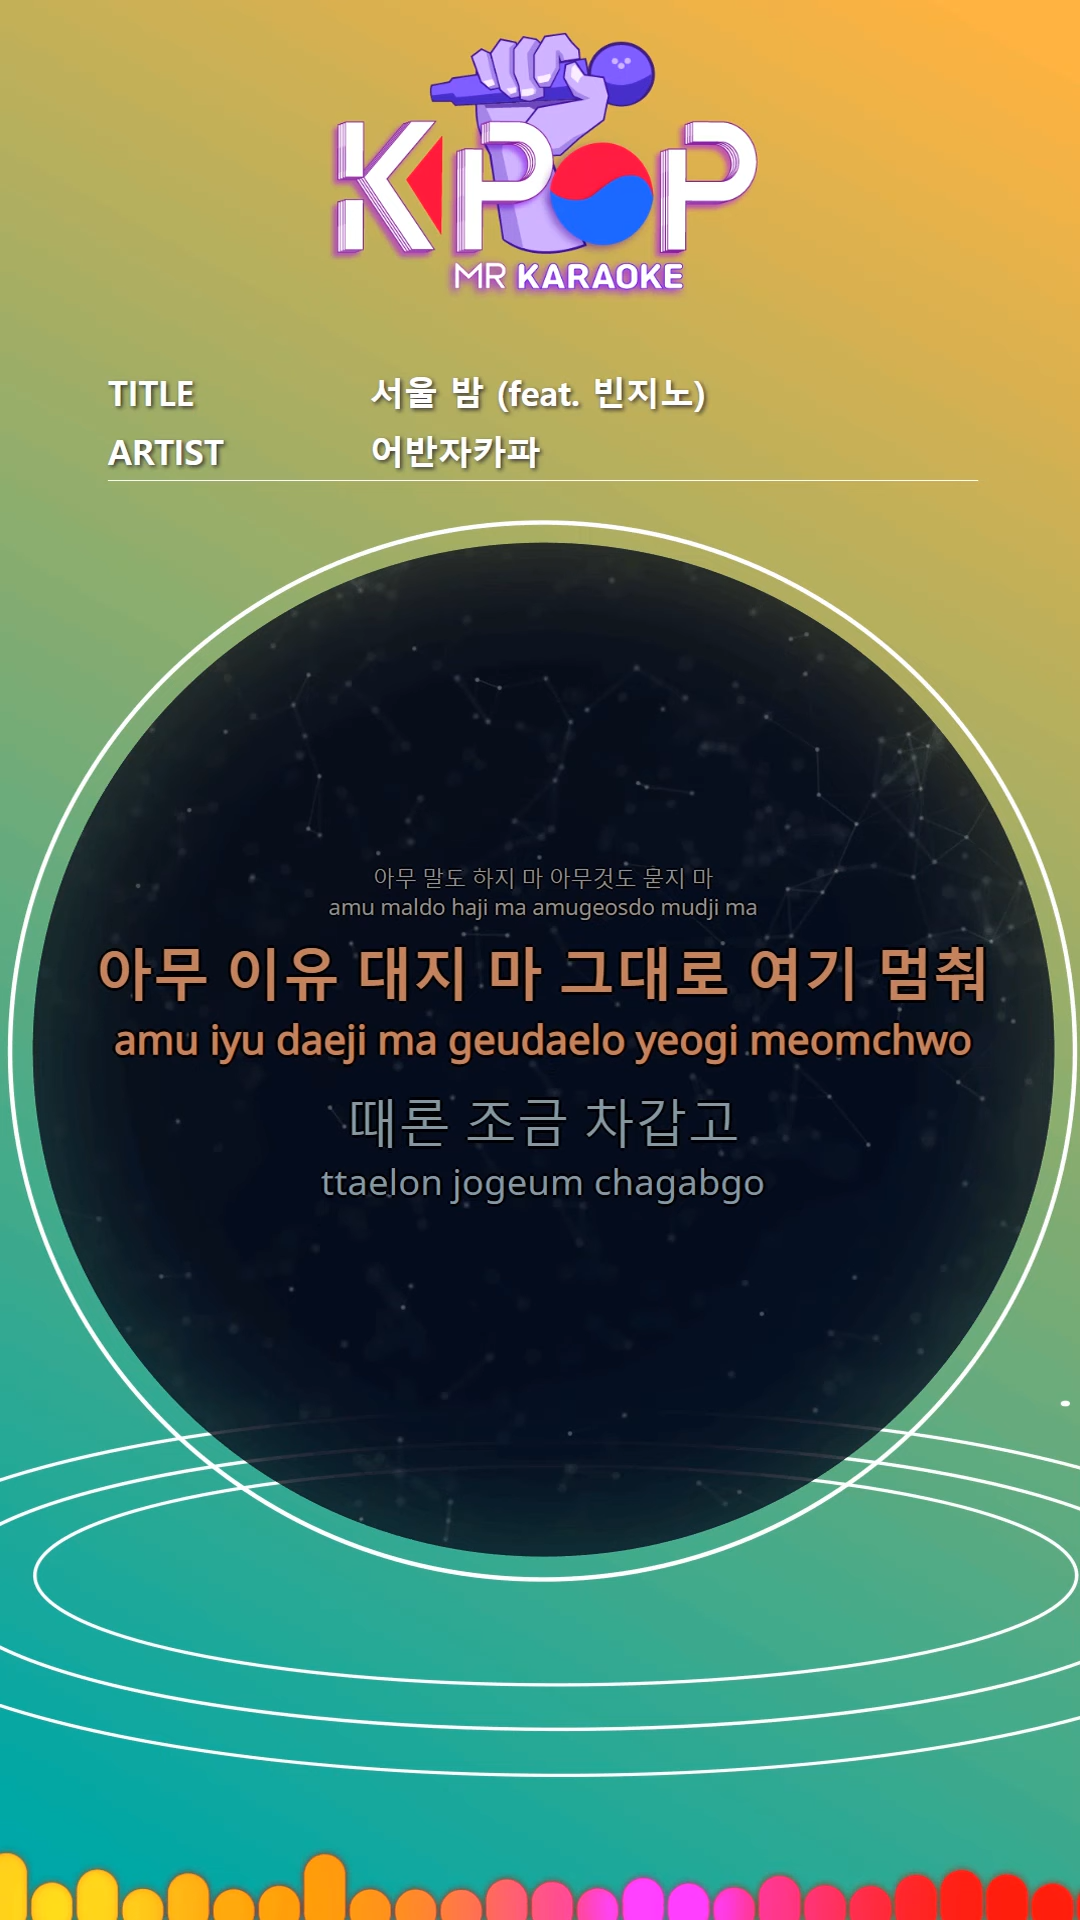 KPOP
MR KARAOKE
TITLE 서울 밤 (feat. 빈지노)
ARTIST 어반자카파
아무 말도 하지 마 아무것도 묻지 마
amu maldo haji ma amugeosdo mudji ma
아무 이유 대지 마 그대로 여기 멈춰
amu iyu daeji ma geudaelo yeogi meomchwo
때론 조금 차갑고
ttaelon jogeum chagabgo